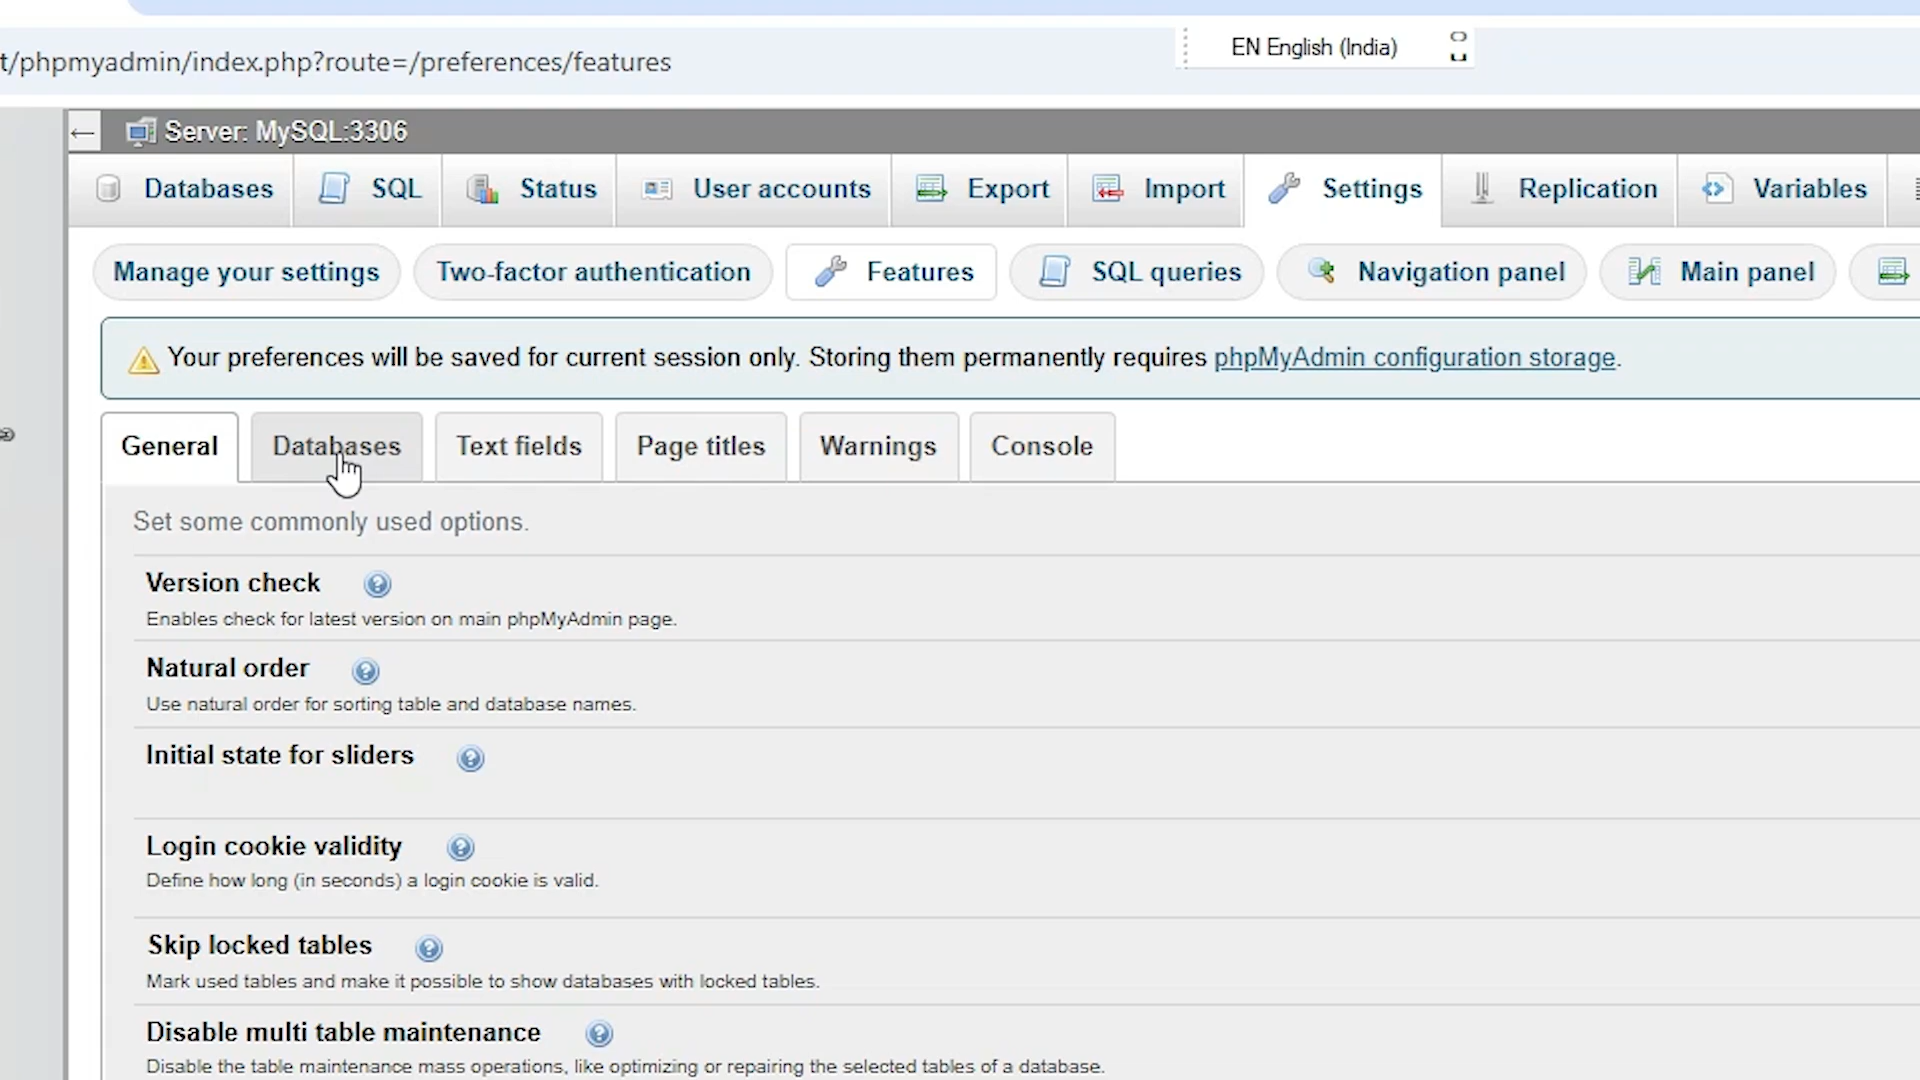 t/phpmyadmin/index.php?route=/preferences/features
EN English (India)
Server: MySQL:3306
Databases SQL Status User accounts Export Import Settings Replication Variables
Manage your settings Two-factor authentication Features SQL queries Navigation panel Main panel
Your preferences will be saved for current session only. Storing them permanently requires phpMyAdmin configuration storage.
General Databases Text fields Page titles Warnings Console
Set some commonly used options.
Version check
Enables check for latest version on main phpMyAdmin page.
Natural order
Use natural order for sorting table and database names.
Initial state for sliders
Login cookie validity
Define how long (in seconds) a login cookie is valid.
Skip locked tables
Mark used tables and make it possible to show databases with locked tables.
Disable multi table maintenance
Disable the table maintenance mass operations, like optimizing or repairing the selected tables of a database.